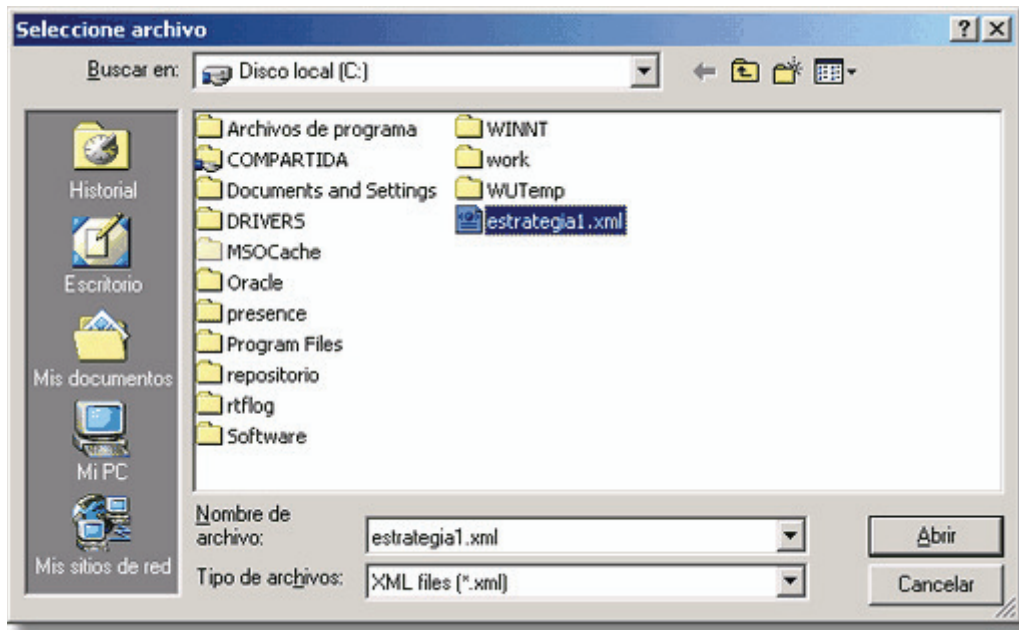 Seleccione archivo
Buscar en: Disco local (C:)
Historial
Escritorio
Mis documentos
Mi PC
Mis sitios de red
Archivos de programa
COMPARTIDA
Documents and Settings
DRIVERS
MSOCache
Oracle
presence
Program Files
repositorio
rtflog
Software
WINNT
work
WUTemp
estrategia1.xml
Nombre de
archivo: estrategia1.xml
Abrir
Tipo de archivos: XML files (*.xml)
Cancelar